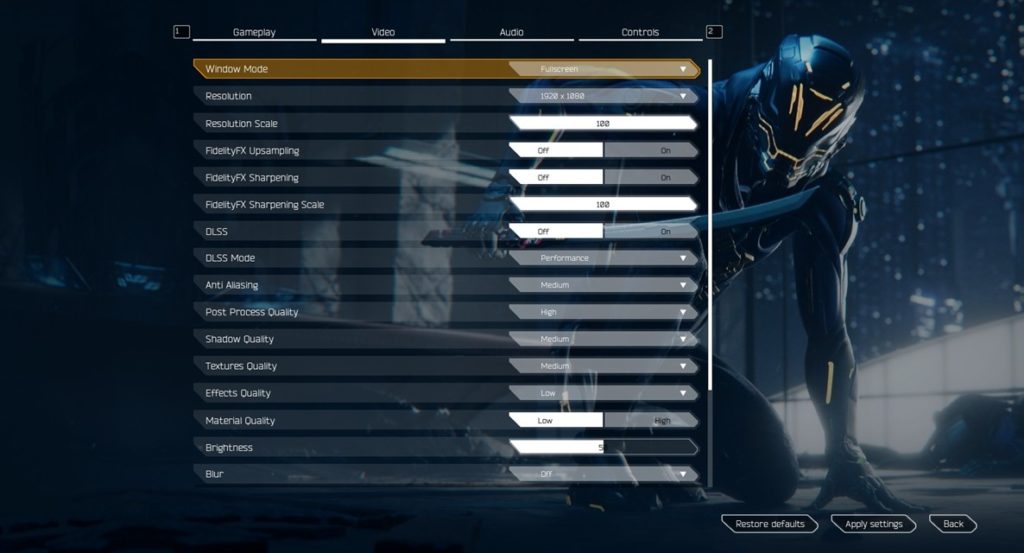 1 Gameplay Video Audio Controls 2
Window Mode Fullscreen
Resolution 1920 x 1080
Resolution Scale 100
FidelityFX Upsampling Off On
FidelityFX Sharpening Off On
FidelityFX Sharpening Scale 100
DLSS Off On
DLSS Mode Performance
Anti Aliasing Medium
Post Process Quality High
Shadow Quality Medium
Textures Quality Medium
Effects Quality Low
Material Quality Low High
Brightness
Blur Off
Restore defaults Apply settings Back